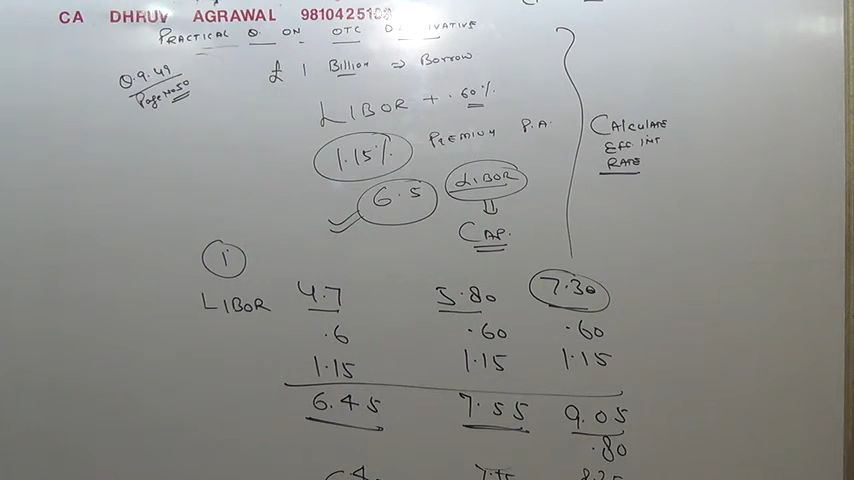 CA DHRUV AGRAWAL 9810425109
PRACTICAL Q. ON OTC DERIVATIVE
Q.9.49
Page No 50
£ 1 Billion ⇒ Borrow
LIBOR + .60%
1.15% PREMIUM P.A.
6.5 LIBOR
⇓
CAP.
CALCULATE
EFF. INT
RATE
i
LIBOR 4.7 5.80 7.30
.6 .60 .60
1.15 1.15 1.15
6.45 7.55 9.05
.80